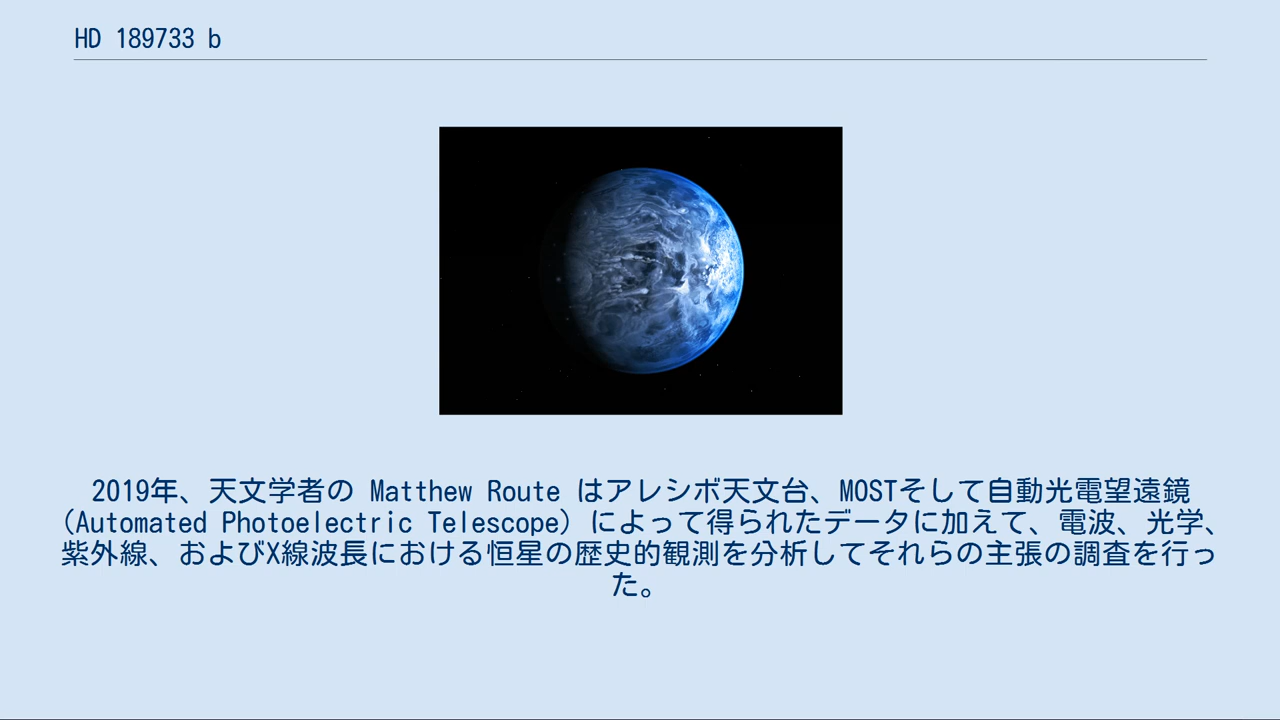 HD 189733 b
2019年、天文学者の Matthew Route はアレシボ天文台、MOSTそして自動光電望遠鏡
（Automated Photoelectric Telescope）によって得られたデータに加えて、電波、光学、
紫外線、およびX線波長における恒星の歴史的観測を分析してそれらの主張の調査を行っ
た。